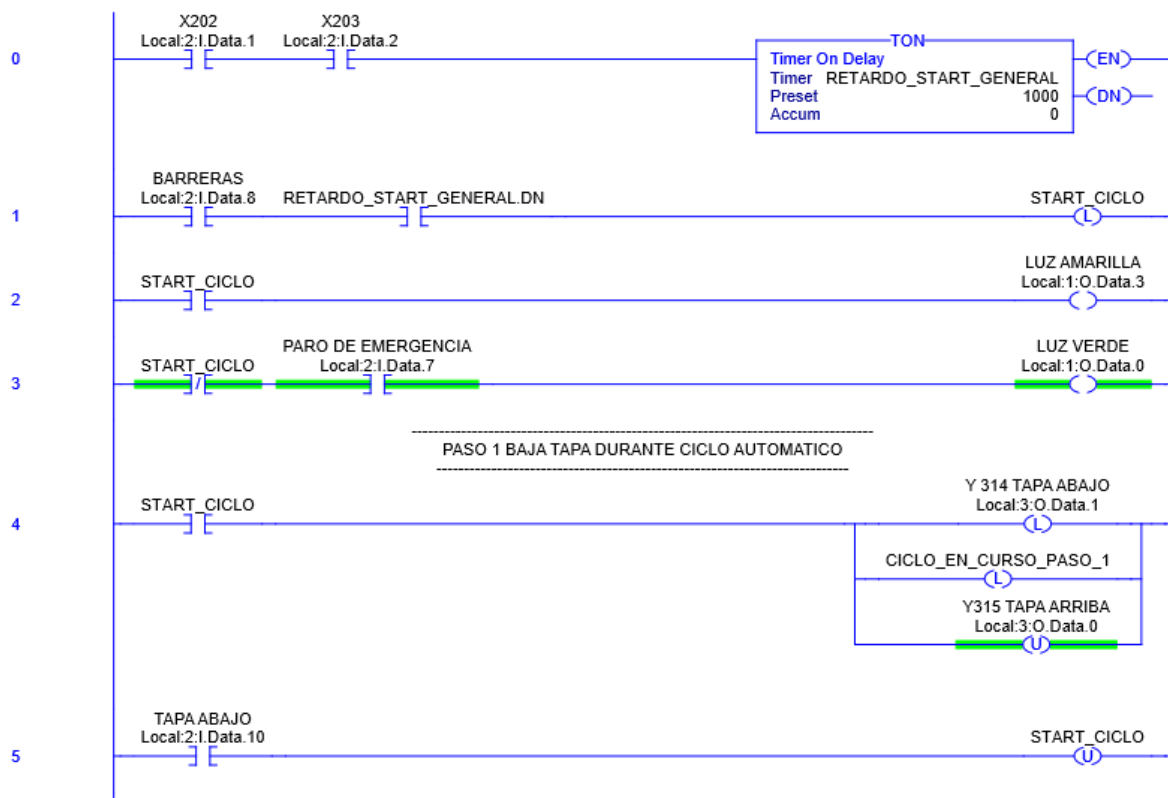 X202 X203
Local:2:I.Data.1 Local:2:I.Data.2
0
TON
Timer On Delay
Timer RETARDO_START_GENERAL
Preset 1000
Accum 0
EN
DN
BARRERAS
Local:2:I.Data.8 RETARDO_START_GENERAL.DN START_CICLO
1
L
LUZ AMARILLA
START_CICLO Local:1:O.Data.3
2
PARO DE EMERGENCIA LUZ VERDE
START_CICLO Local:2:I.Data.7 Local:1:O.Data.0
3
/
--------------------------------------------------------------------------------
PASO 1 BAJA TAPA DURANTE CICLO AUTOMATICO
--------------------------------------------------------------------------------
Y 314 TAPA ABAJO
START_CICLO Local:3:O.Data.1
4
L
CICLO_EN_CURSO_PASO_1
L
Y315 TAPA ARRIBA
Local:3:O.Data.0
U
TAPA ABAJO
Local:2:I.Data.10 START_CICLO
5
U